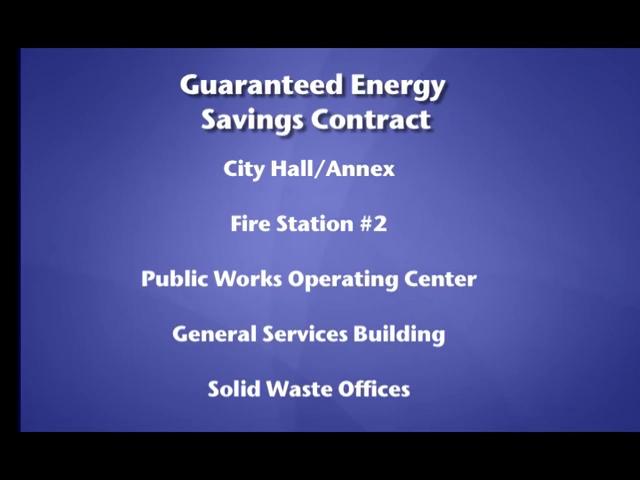 Guaranteed Energy
Savings Contract
City Hall/Annex
Fire Station #2
Public Works Operating Center
General Services Building
Solid Waste Offices